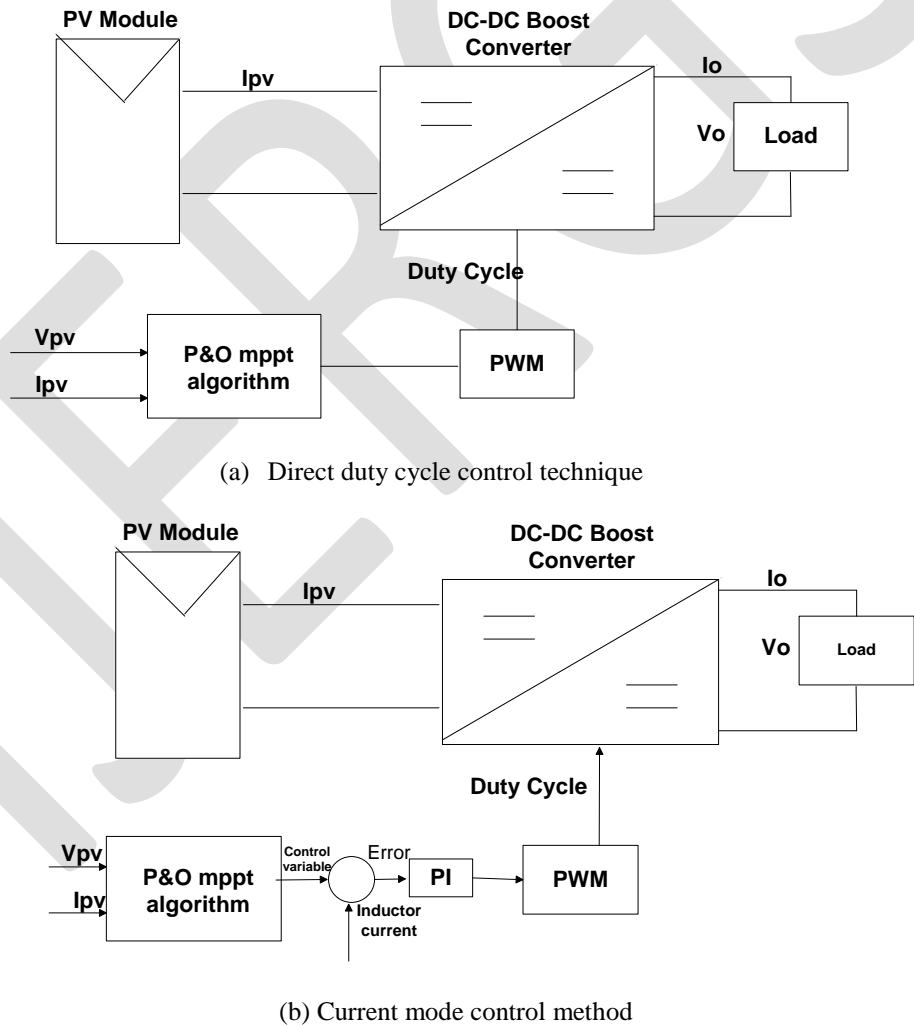 PV Module
DC-DC Boost
Converter
Ipv
Io
Vo
Load
Duty Cycle
Vpv
Ipv
P&O mppt
algorithm
PWM
(a) Direct duty cycle control technique
PV Module
DC-DC Boost
Converter
Ipv
Io
Vo
Load
Duty Cycle
Vpv
Ipv
P&O mppt
algorithm
Control
variable
Error
PI
PWM
Inductor
current
(b) Current mode control method